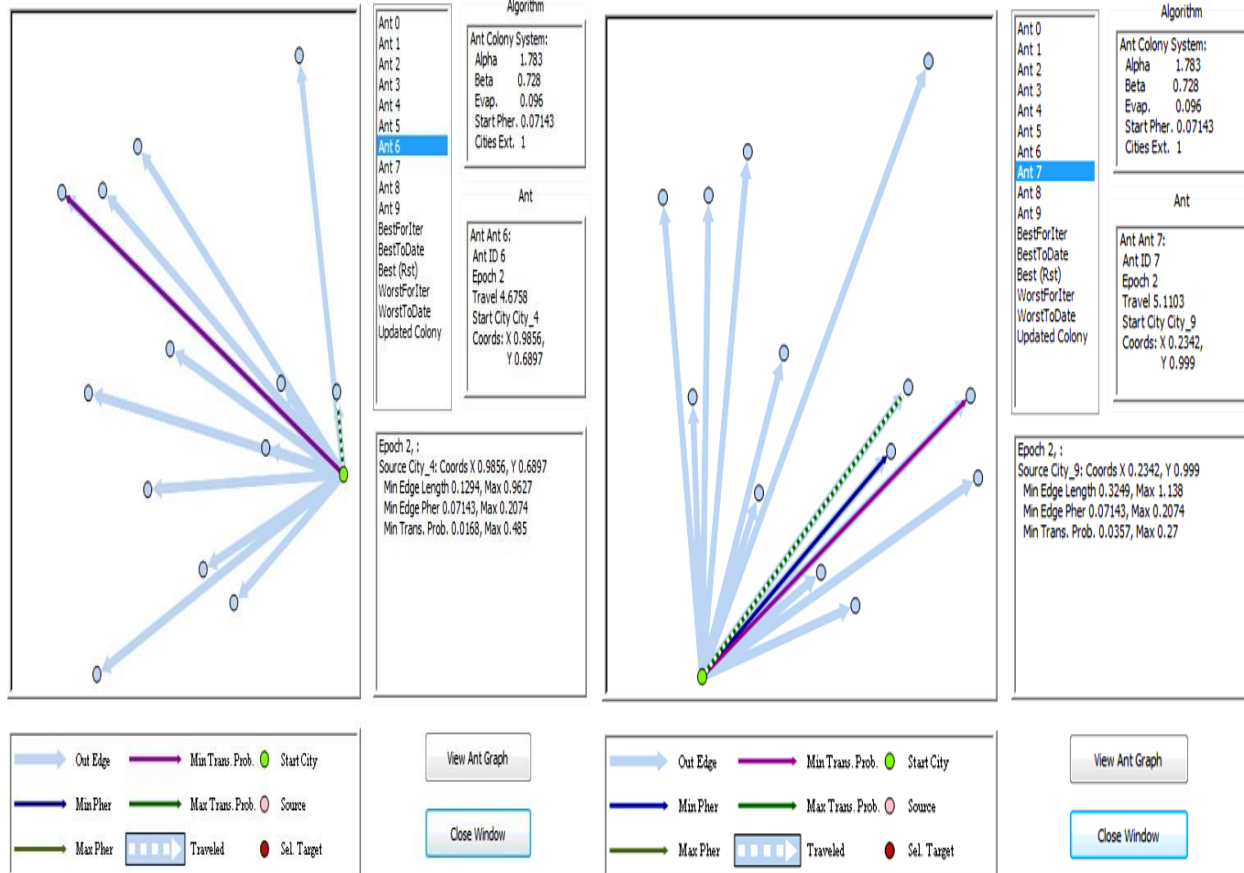 Ant 0
Ant 1
Ant 2
Ant 3
Ant 4
Ant 5
Ant 6
Ant 7
Ant 8
Ant 9
BestForIter
BestToDate
Best (Rst)
WorstForIter
WorstToDate
Updated Colony
Algorithm
Ant Colony System:
Alpha 1.783
Beta 0.728
Evap. 0.096
Start Pher. 0.07143
Cities Ext. 1
Ant
Ant Ant 6:
Ant ID 6
Epoch 2
Travel 4.6758
Start City City_4
Coords: X 0.9856,
Y 0.6897
Epoch 2, :
Source City_4: Coords X 0.9856, Y 0.6897
Min Edge Length 0.1294, Max 0.9627
Min Edge Pher 0.07143, Max 0.2074
Min Trans. Prob. 0.0168, Max 0.485
Out Edge
Min Trans. Prob.
Start City
Min Pher
Max Trans. Prob.
Source
Max Pher
Traveled
Sel. Target
View Ant Graph
Close Window
Ant 0
Ant 1
Ant 2
Ant 3
Ant 4
Ant 5
Ant 6
Ant 7
Ant 8
Ant 9
BestForIter
BestToDate
Best (Rst)
WorstForIter
WorstToDate
Updated Colony
Algorithm
Ant Colony System:
Alpha 1.783
Beta 0.728
Evap. 0.096
Start Pher. 0.07143
Cities Ext. 1
Ant
Ant Ant 7:
Ant ID 7
Epoch 2
Travel 5.1103
Start City City_9
Coords: X 0.2342,
Y 0.999
Epoch 2, :
Source City_9: Coords X 0.2342, Y 0.999
Min Edge Length 0.3249, Max 1.138
Min Edge Pher 0.07143, Max 0.2074
Min Trans. Prob. 0.0357, Max 0.27
Out Edge
Min Trans. Prob.
Start City
Min Pher
Max Trans. Prob.
Source
Max Pher
Traveled
Sel. Target
View Ant Graph
Close Window